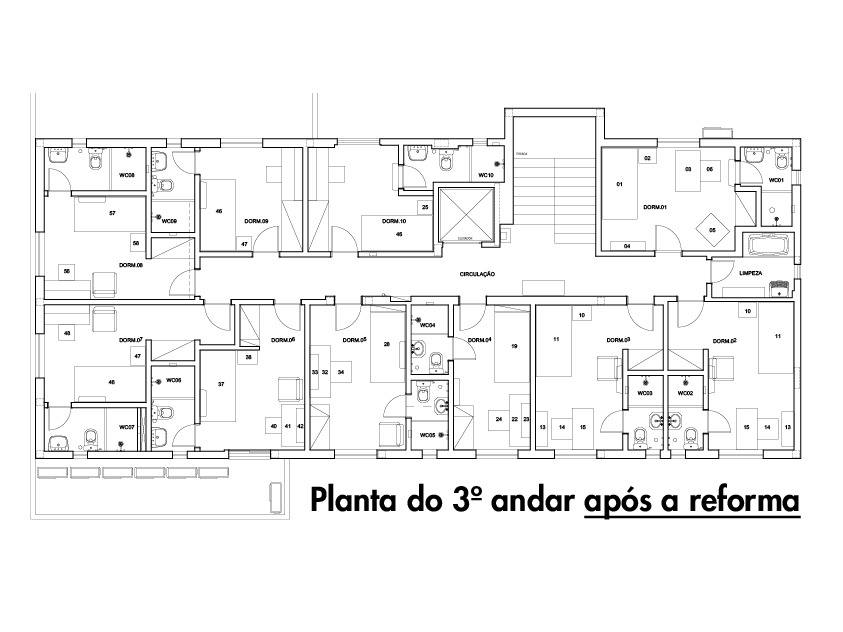 WC08
WC09
46
47
DORM.09
DORM.10
46
25
WC10
ELEVADOR
01
02
03
06
DORM.01
04
05
WC01
57
58
56
DORM.08
CIRCULAÇÃO
LIMPEZA
48
DORM.07
47
46
WC06
WC07
DORM.06
38
37
40
41
42
DORM.05
33
32
34
28
WC04
WC05
DORM.04
19
24
22
23
10
11
DORM.03
13
14
15
WC03
WC02
DORM.02
10
11
15
14
13
Planta do 3º andar após a reforma